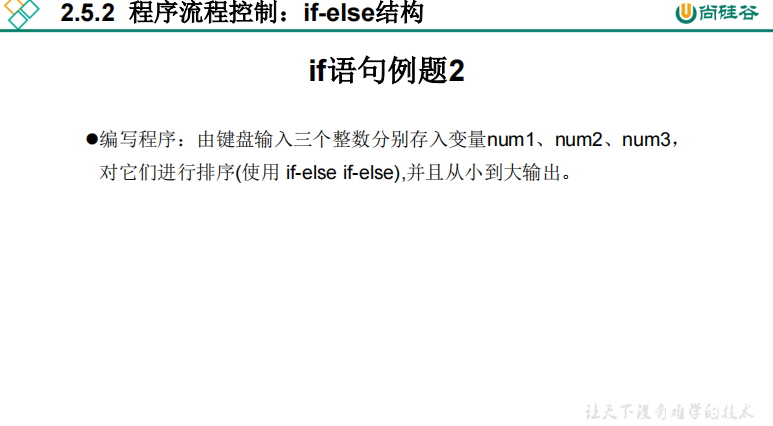 2.5.2 程序流程控制：if-else结构
尚硅谷
if语句例题2
●编写程序：由键盘输入三个整数分别存入变量num1、num2、num3，
对它们进行排序(使用 if-else if-else),并且从小到大输出。
让天下没有难学的技术